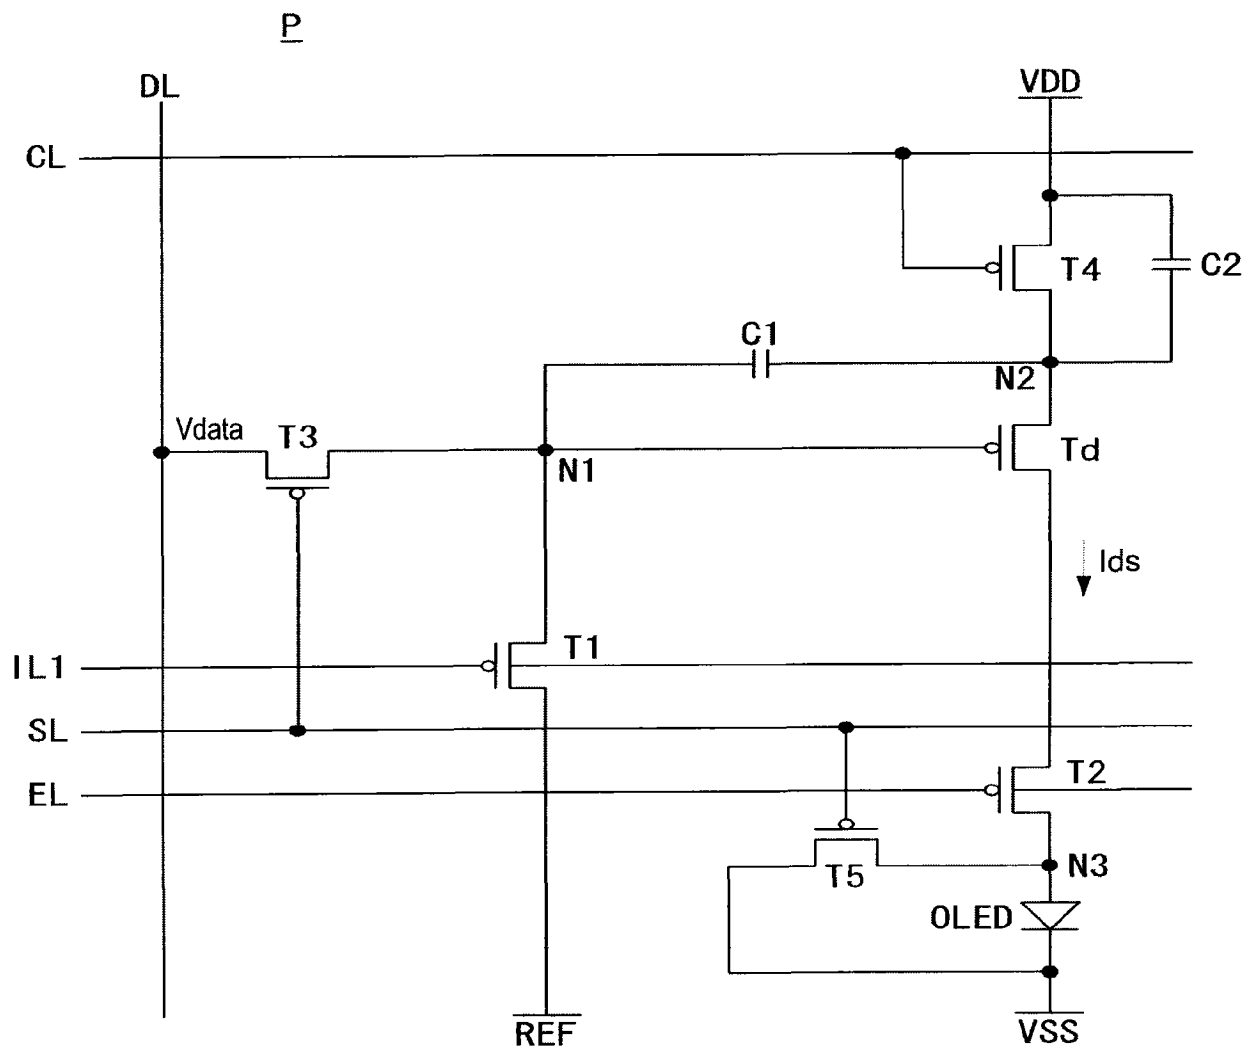 P
DL
VDD
CL
T4
C2
C1
N2
Vdata
T3
Td
N1
Ids
IL1
T1
SL
T2
EL
N3
T5
OLED
REF
VSS